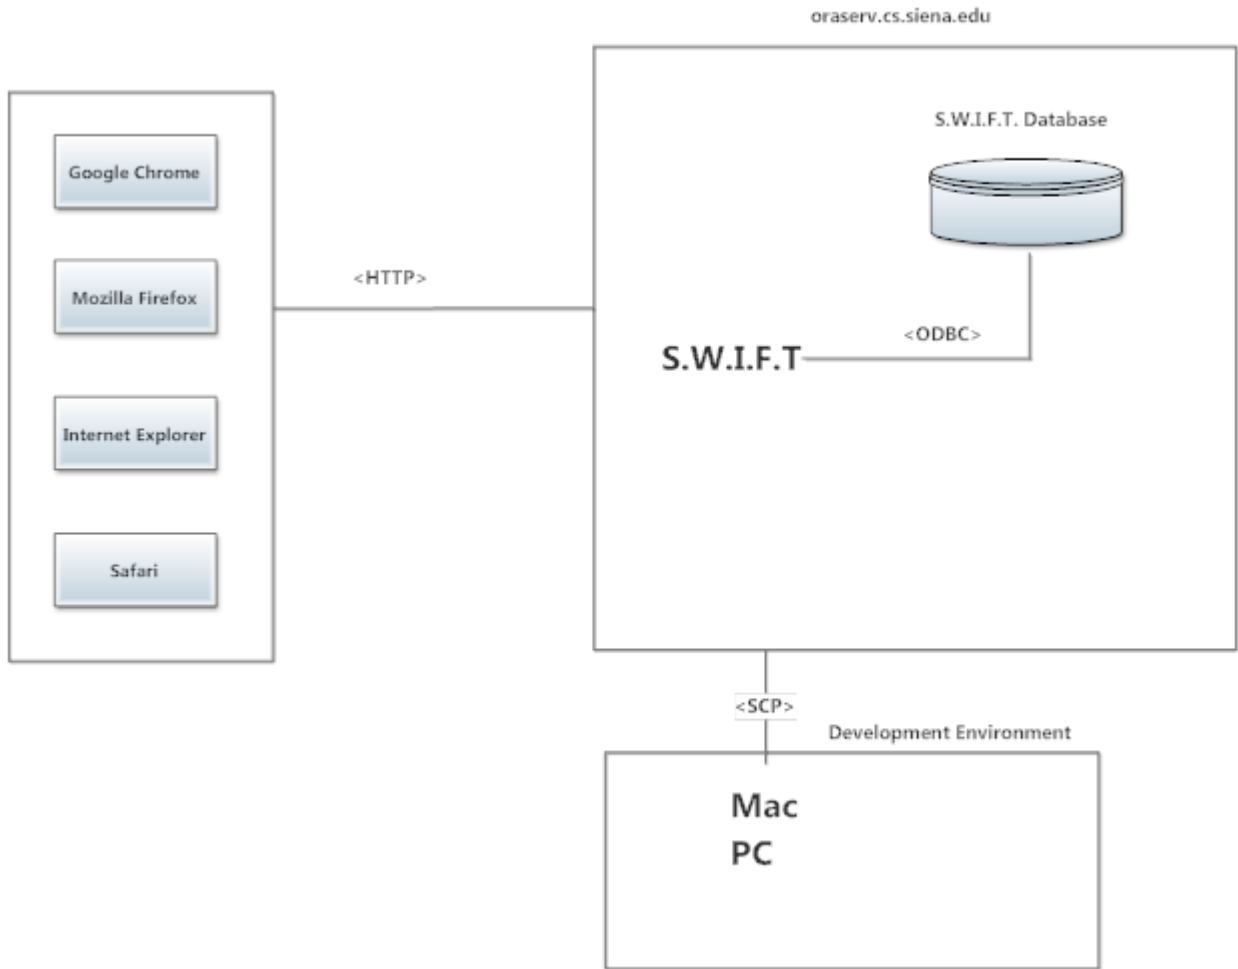 oraserv.cs.siena.edu
Google Chrome
Mozilla Firefox
Internet Explorer
Safari
<HTTP>
S.W.I.F.T. Database
<ODBC>
S.W.I.F.T
<SCP>
Development Environment
Mac
PC